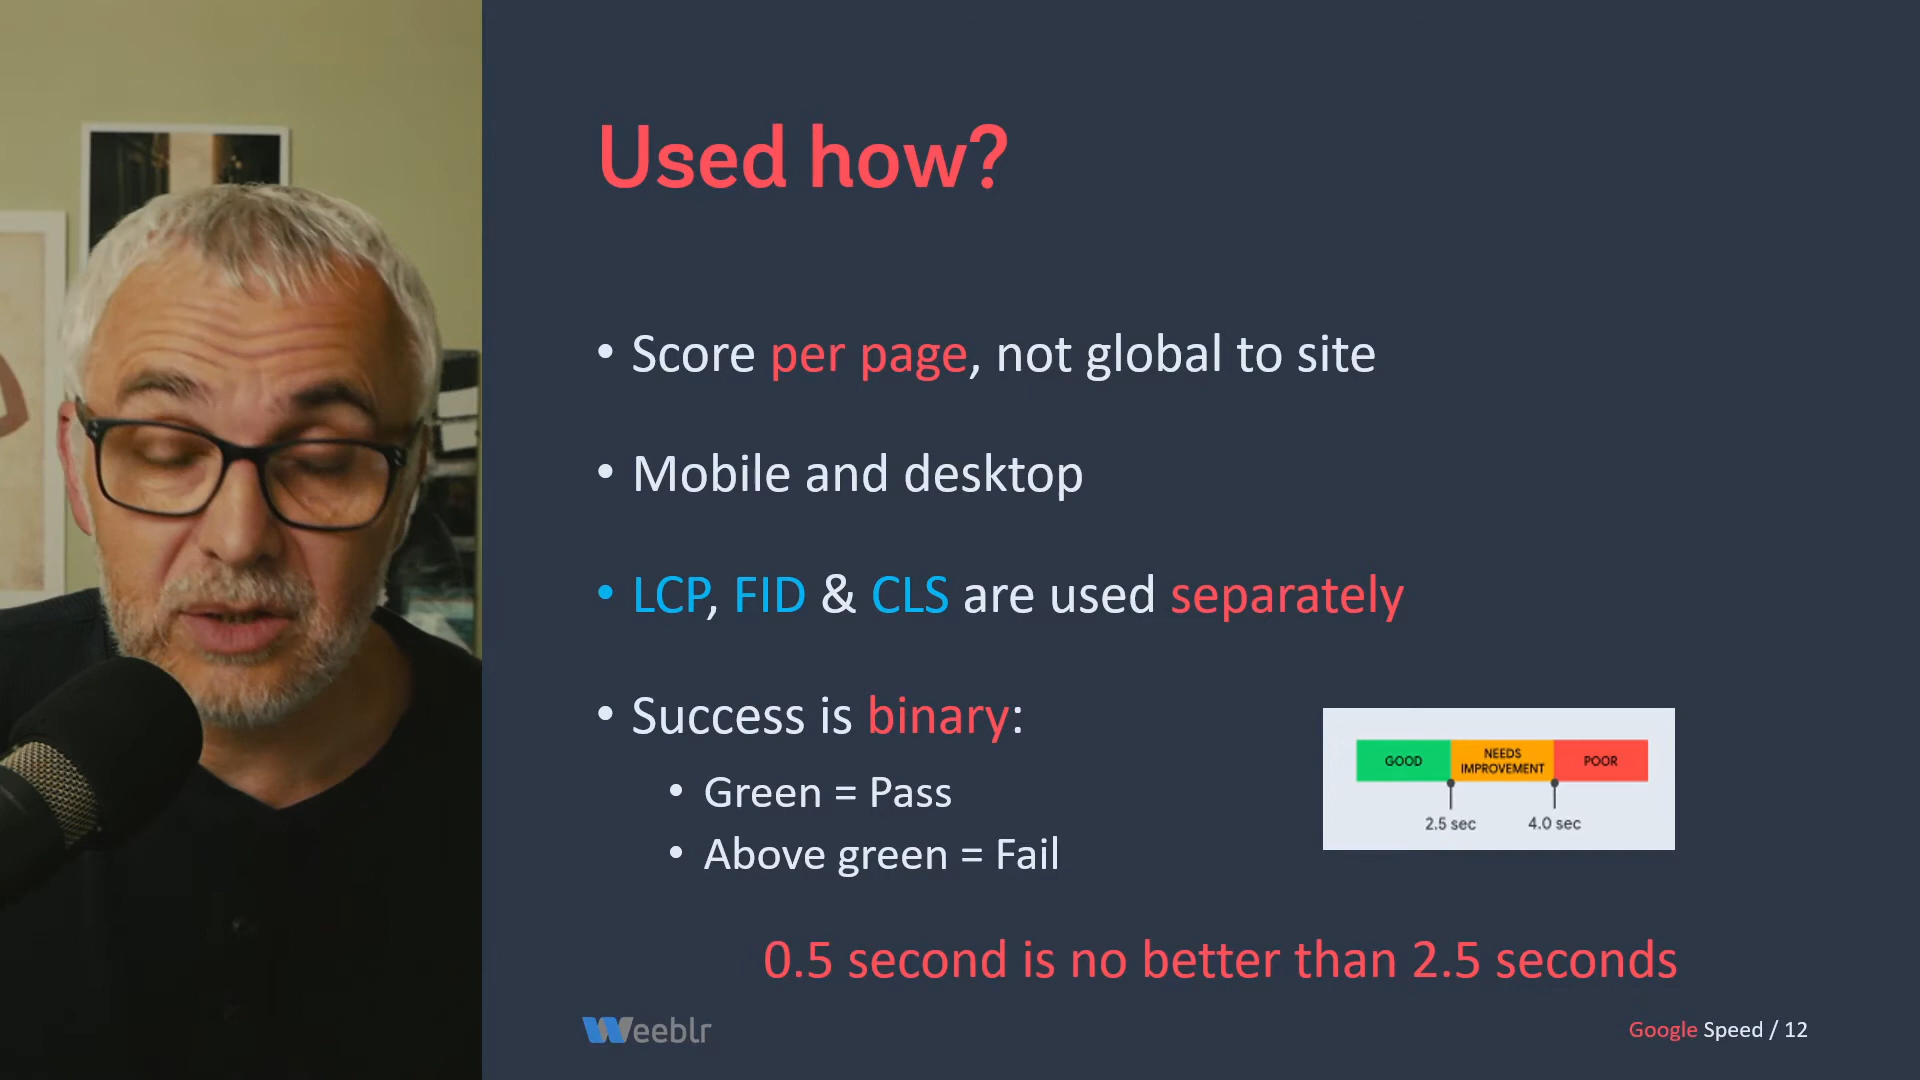 Used how?
• Score per page, not global to site
• Mobile and desktop
• LCP, FID & CLS are used separately
• Success is binary:
• Green = Pass
• Above green = Fail
GOOD
NEEDS
IMPROVEMENT
POOR
2.5 sec
4.0 sec
0.5 second is no better than 2.5 seconds
Weeblr
Google Speed / 12